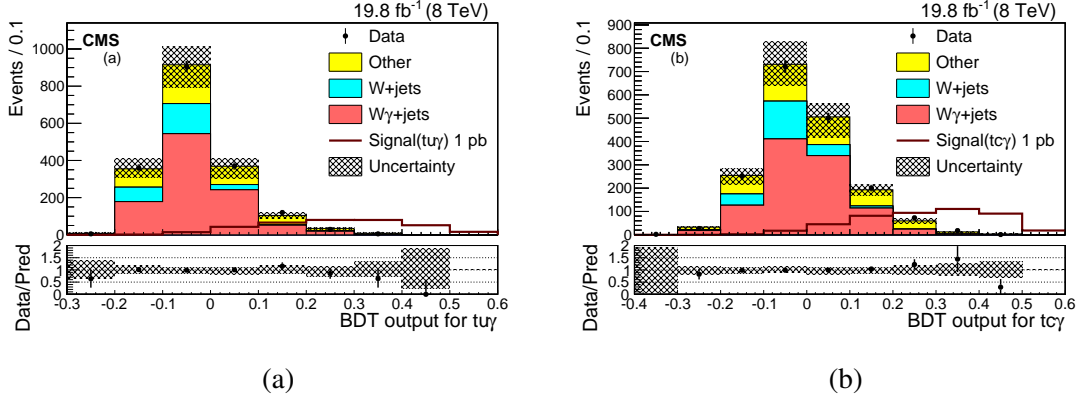 19.8 fb⁻¹ (8 TeV)
CMS
(a)
Events / 0.1
1000
800
600
400
200
0
Data
Other
W+jets
Wγ+jets
Signal(tuγ) 1 pb
Uncertainty
Data/Pred
2
1.5
1
0.5
0
-0.3 -0.2 -0.1 0 0.1 0.2 0.3 0.4 0.5 0.6
BDT output for tuγ
(a)
19.8 fb⁻¹ (8 TeV)
CMS
(b)
Events / 0.1
900
800
700
600
500
400
300
200
100
0
Data
Other
W+jets
Wγ+jets
Signal(tcγ) 1 pb
Uncertainty
Data/Pred
2
1.5
1
0.5
0
-0.4 -0.3 -0.2 -0.1 0 0.1 0.2 0.3 0.4 0.5 0.6
BDT output for tcγ
(b)